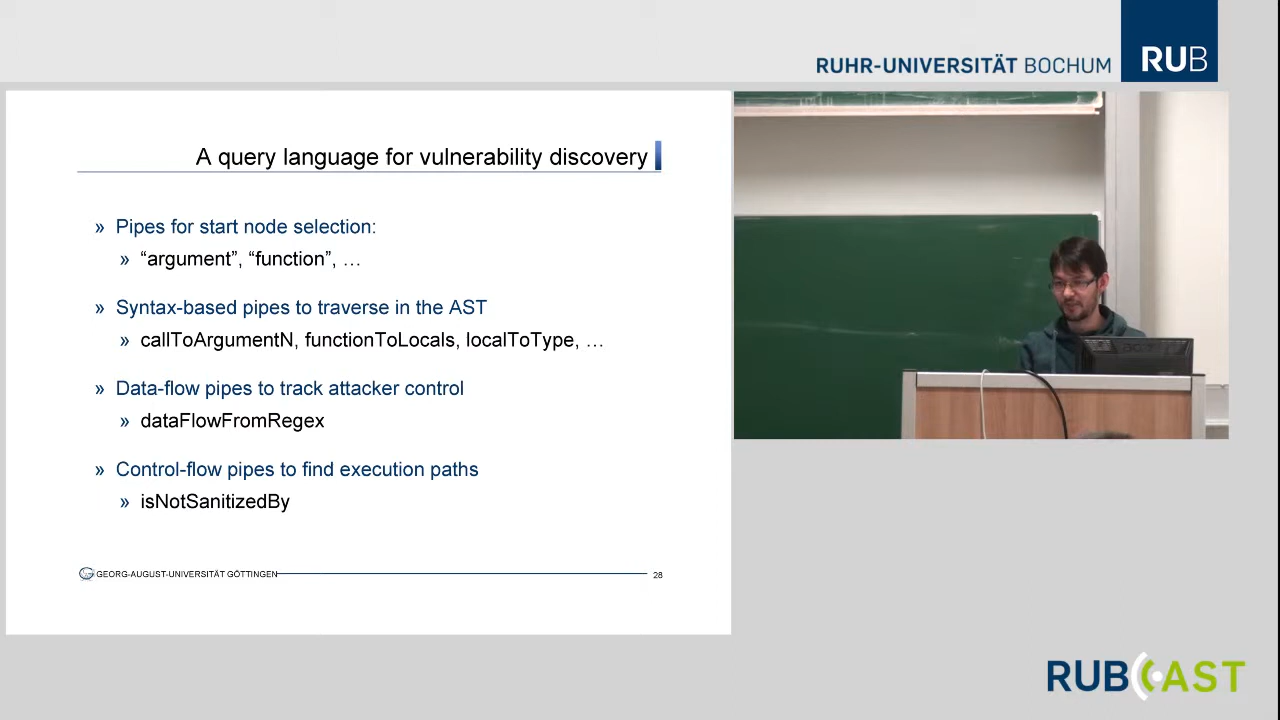 RUHR-UNIVERSITÄT BOCHUM
RUB
A query language for vulnerability discovery
» Pipes for start node selection:
» “argument”, “function”, …
» Syntax-based pipes to traverse in the AST
» callToArgumentN, functionToLocals, localToType, …
» Data-flow pipes to track attacker control
» dataFlowFromRegex
» Control-flow pipes to find execution paths
» isNotSanitizedBy
GEORG-AUGUST-UNIVERSITÄT GÖTTINGEN
28
RUBCAST